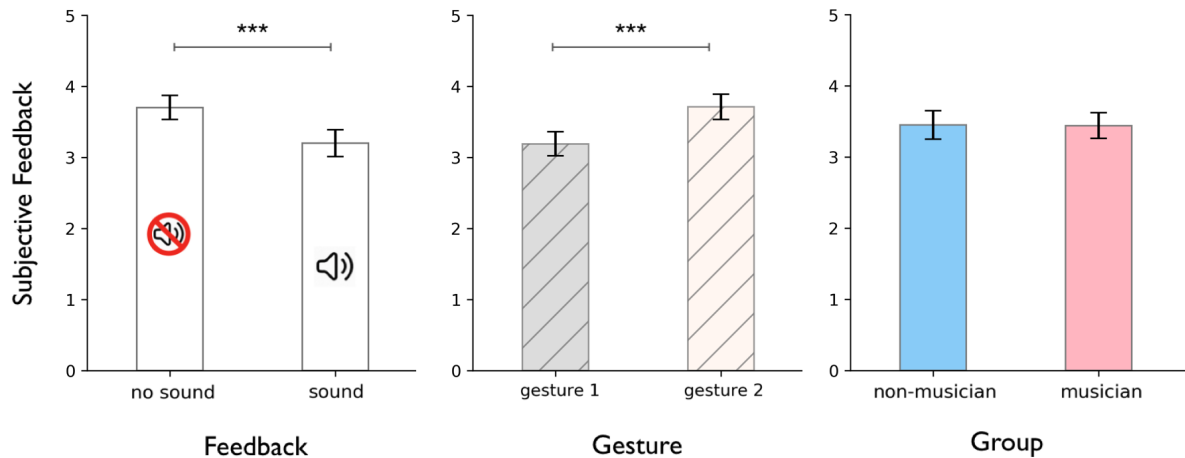 Subjective Feedback
5
4
3
2
1
0
***
no sound
sound
Feedback
5
4
3
2
1
0
***
gesture 1
gesture 2
Gesture
5
4
3
2
1
0
non-musician
musician
Group